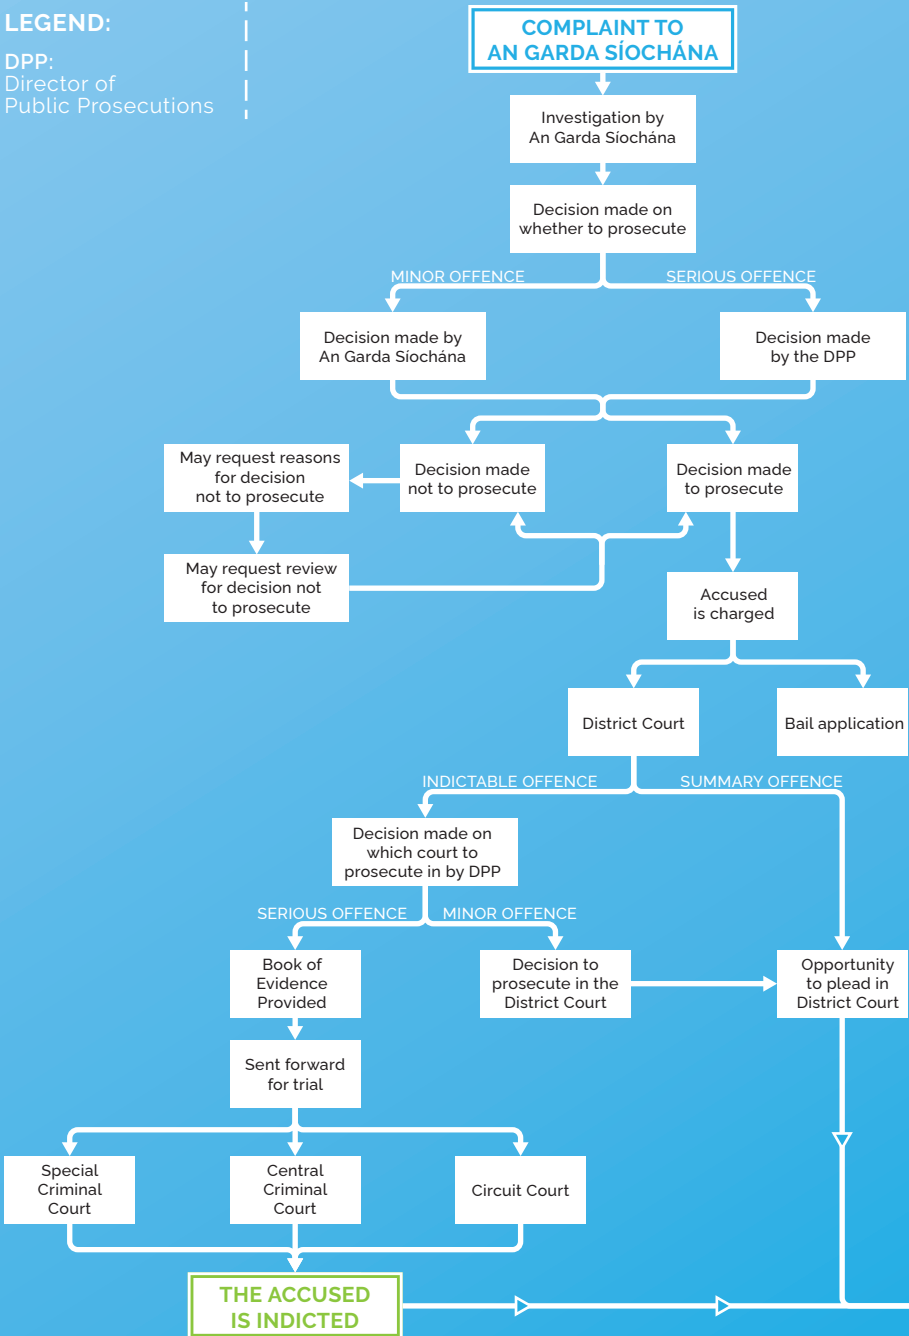 LEGEND:
DPP:
Director of
Public Prosecutions
COMPLAINT TO
AN GARDA SÍOCHÁNA
Investigation by
An Garda Síochána
Decision made on
whether to prosecute
MINOR OFFENCE
SERIOUS OFFENCE
Decision made by
An Garda Síochána
Decision made
by the DPP
May request reasons
for decision
not to prosecute
Decision made
not to prosecute
Decision made
to prosecute
May request review
for decision not
to prosecute
Accused
is charged
District Court
Bail application
INDICTABLE OFFENCE
SUMMARY OFFENCE
Decision made on
which court to
prosecute in by DPP
SERIOUS OFFENCE
MINOR OFFENCE
Book of
Evidence
Provided
Decision to
prosecute in the
District Court
Opportunity
to plead in
District Court
Sent forward
for trial
Special
Criminal
Court
Central
Criminal
Court
Circuit Court
THE ACCUSED
IS INDICTED